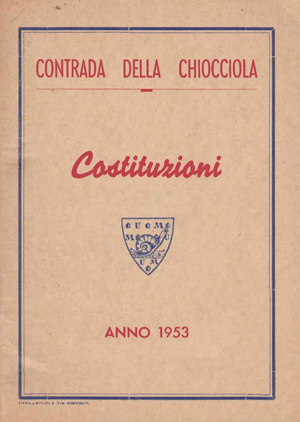 CONTRADA DELLA CHIOCCIOLA
Costituzioni
ANNO 1953